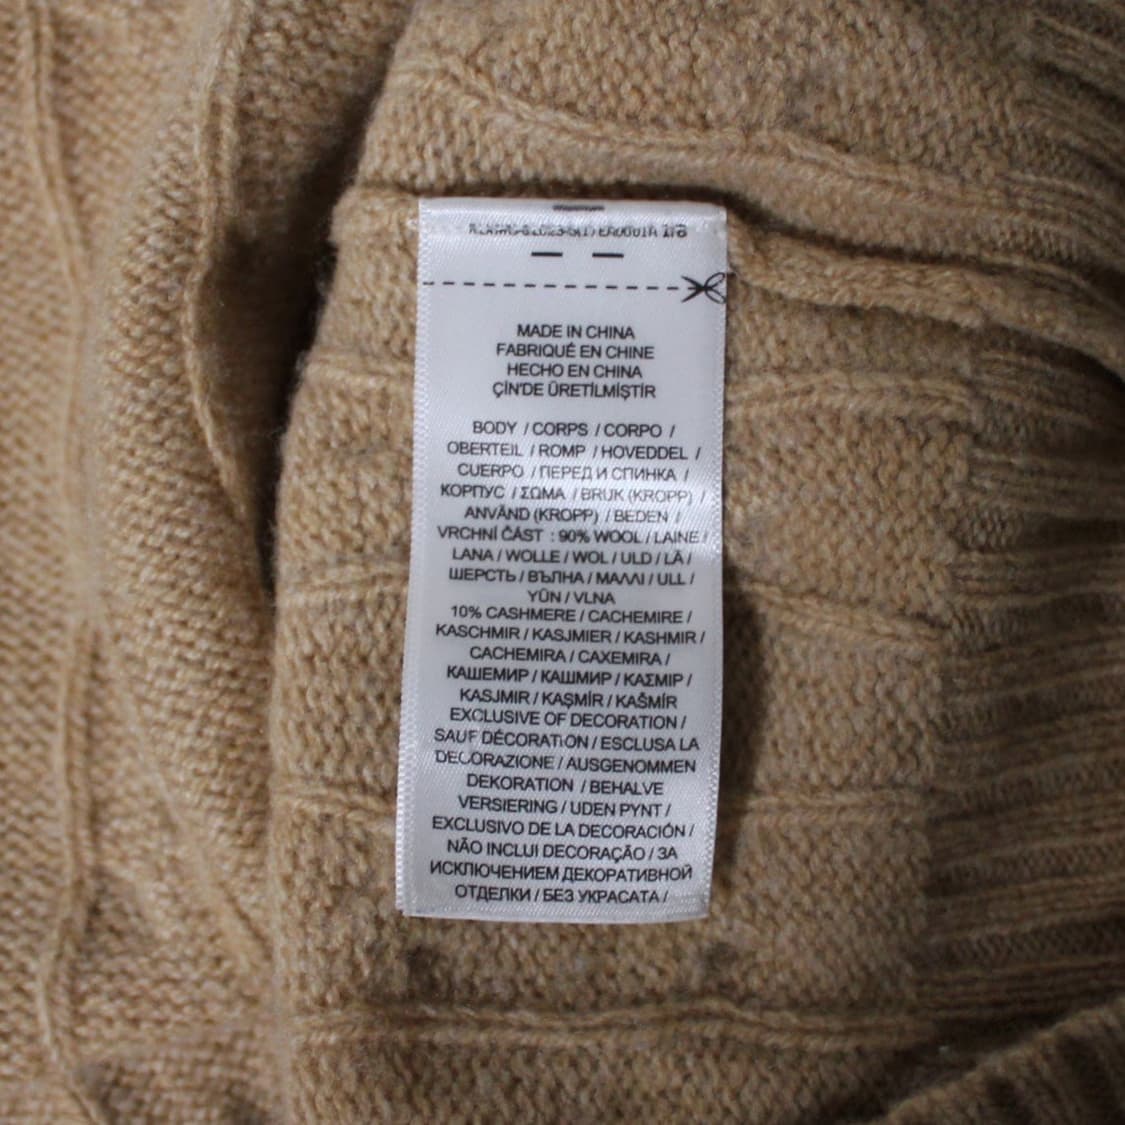 1/8
MADE IN CHINA
FABRIQUÉ EN CHINE
HECHO EN CHINA
ÇİN'DE ÜRETİLMİŞTİR
BODY / CORPS / CORPO /
OBERTEIL / ROMP / HOVEDDEL /
CUERPO / ПЕРЕД И СПИНКА /
КОРПУС / ΣΩΜΑ / BRUK (KROPP) /
ANVÄND (KROPP) / BEDEN /
VRCHNÍ ČÁST : 90% WOOL / LAINE /
LANA / WOLLE / WOL / ULD / LÃ /
ШЕРСТЬ / ВЪЛНА / ΜΑΛΛΙ / ULL /
YÜN / VLNA
10% CASHMERE / CACHEMIRE /
KASCHMIR / KASJMIER / KASHMIR /
CACHEMIRA / CAXEMIRA /
КАШЕМИР / КАШМИР / ΚΑΣΜΙΡ /
KASJMIR / KAŞMİR / KAŠMÍR
EXCLUSIVE OF DECORATION /
SAUF DÉCORATION / ESCLUSA LA
DECORAZIONE / AUSGENOMMEN
DEKORATION / BEHALVE
VERSIERING / UDEN PYNT /
EXCLUSIVO DE LA DECORACIÓN /
NÃO INCLUI DECORAÇÃO / ЗА
ИСКЛЮЧЕНИЕМ ДЕКОРАТИВНОЙ
ОТДЕЛКИ / БЕЗ УКРАСАТА /